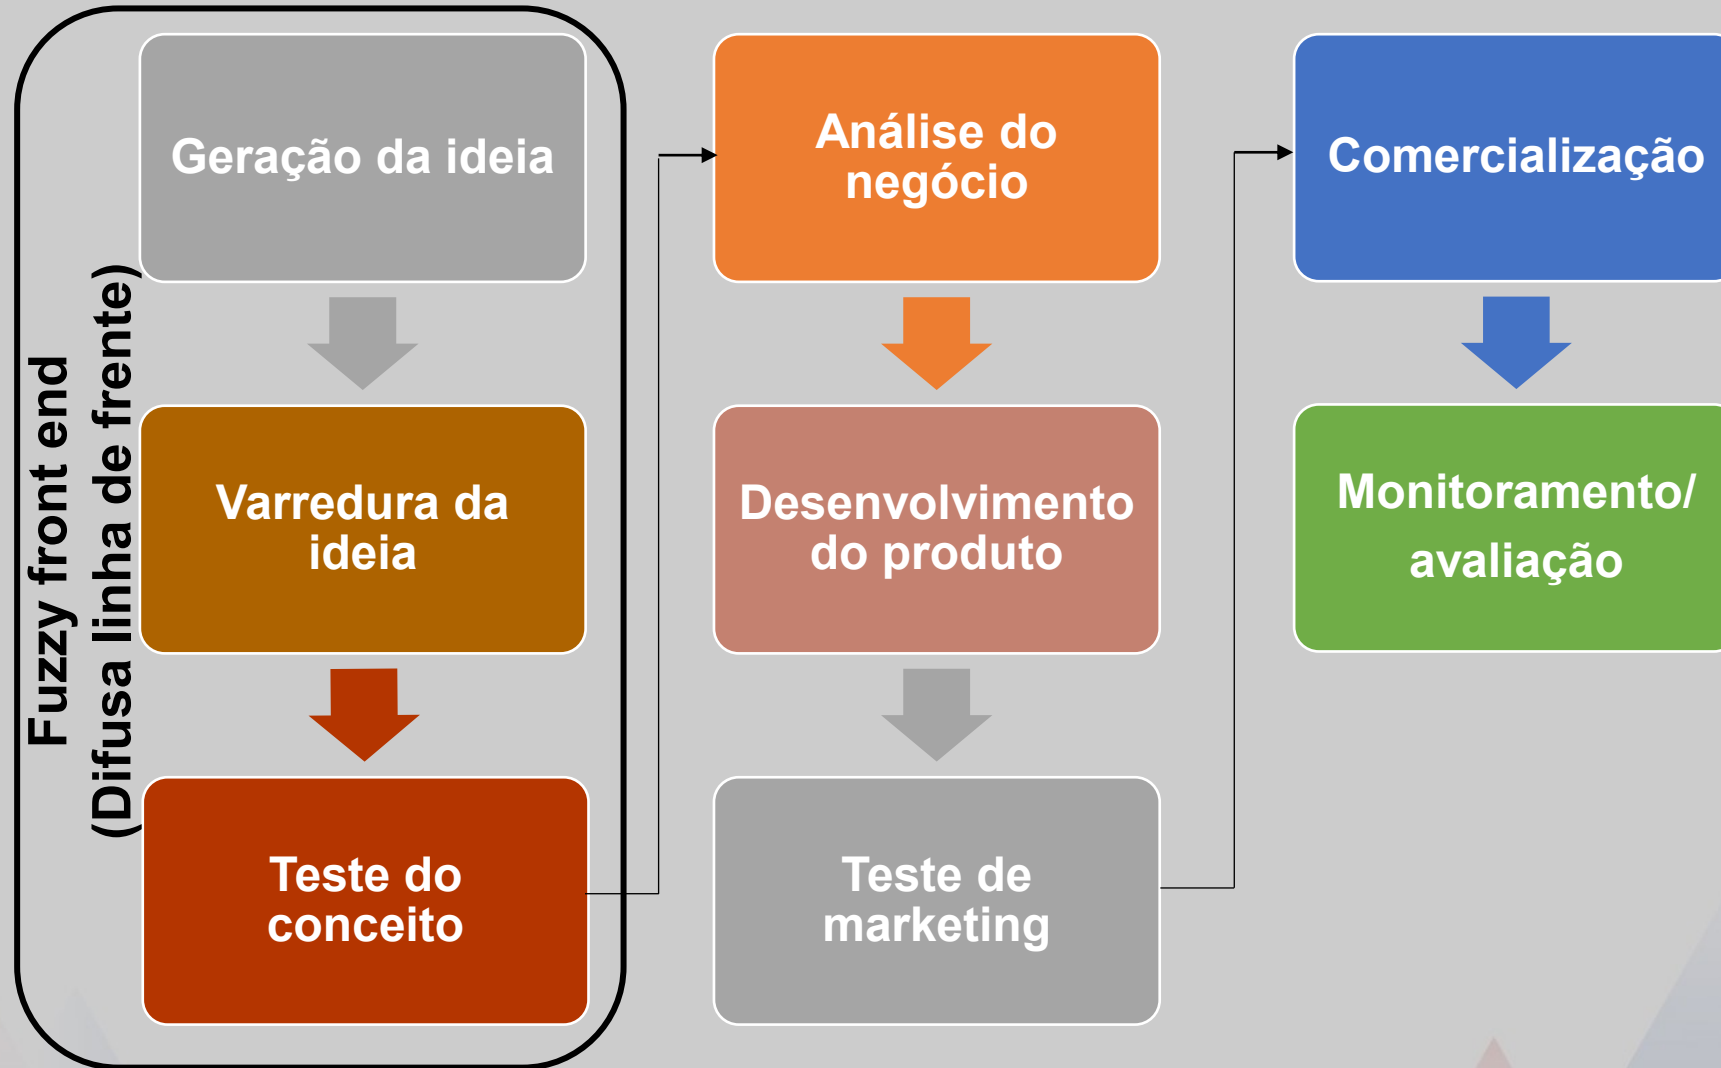 Fuzzy front end
(Difusa linha de frente)
Geração da ideia
Varredura da
ideia
Teste do
conceito
Análise do
negócio
Desenvolvimento
do produto
Teste de
marketing
Comercialização
Monitoramento/
avaliação